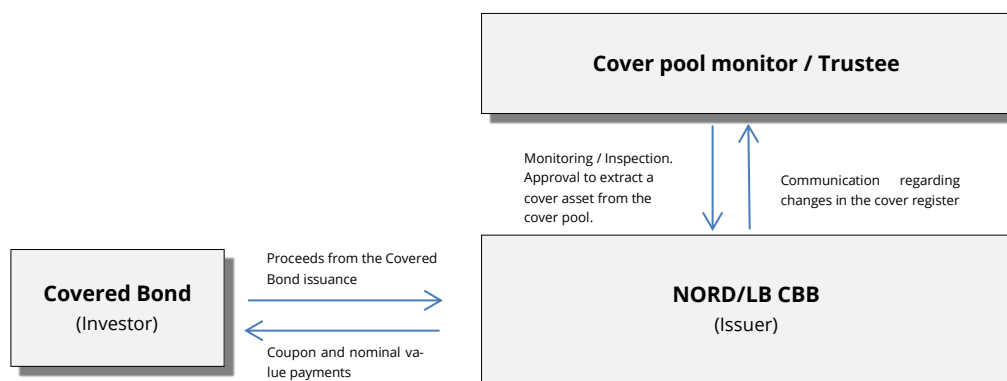 Cover pool monitor / Trustee
Monitoring / Inspection.
Approval to extract a
cover asset from the
cover pool.
Communication regarding
changes in the cover register
Proceeds from the Covered
Bond issuance
Covered Bond
(Investor)
NORD/LB CBB
(Issuer)
Coupon and nominal va-
lue payments